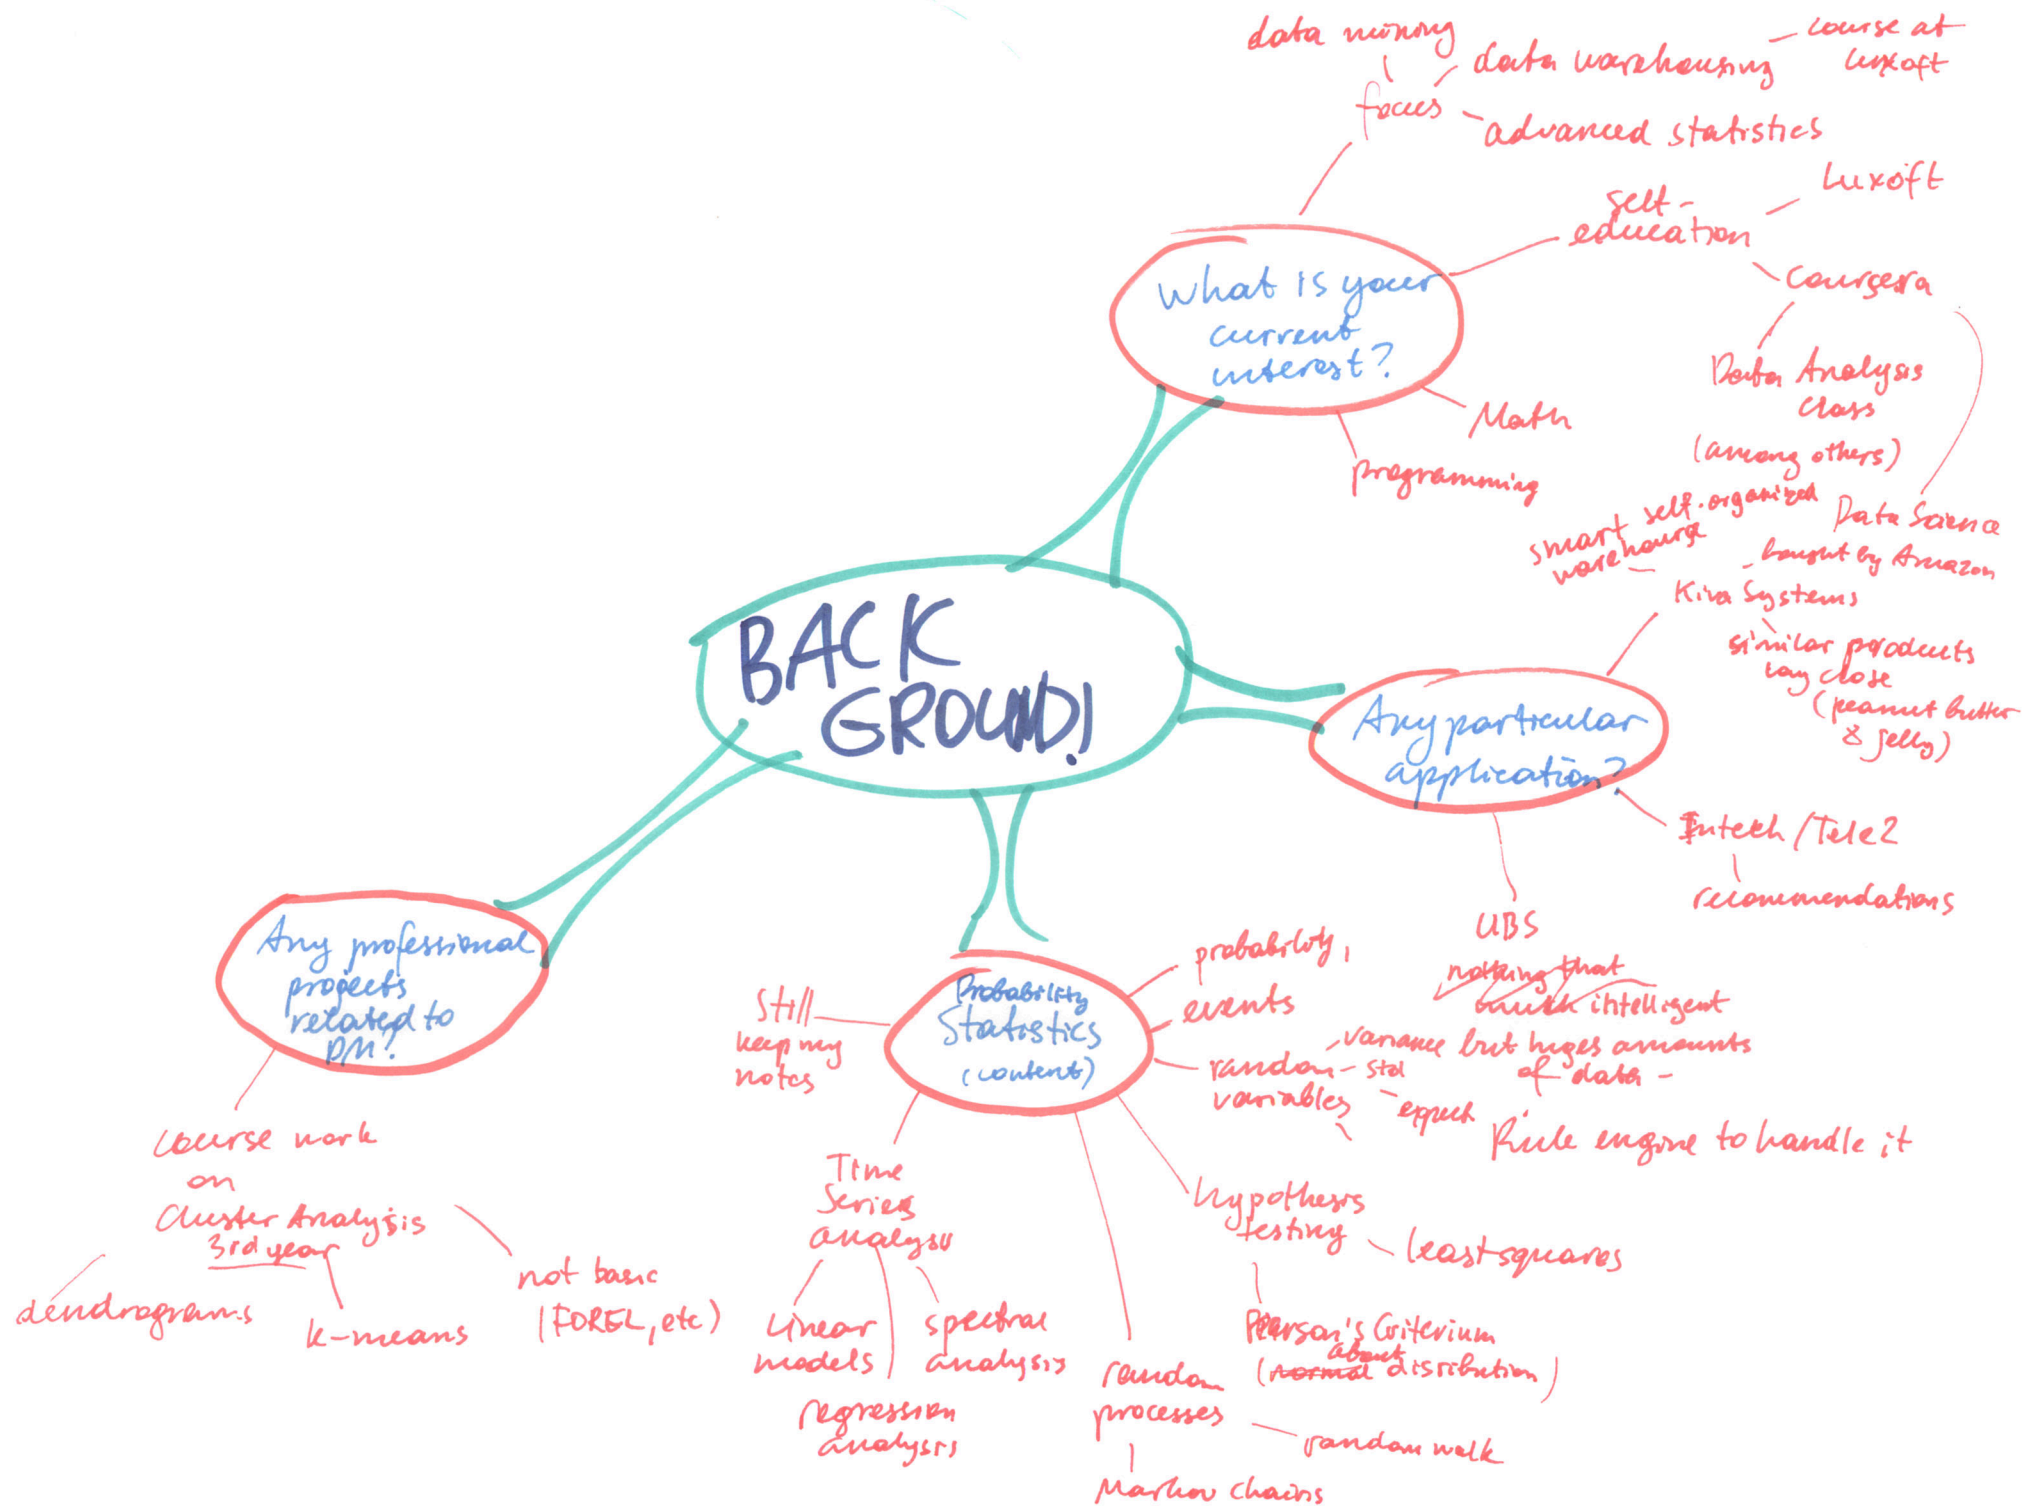 BACK
GROUND!
What is your
current
interest?
focus
data mining
data warehousing
course at
luxoft
advanced statistics
self-
education
Luxoft
Coursera
Data Analysis
class
(among others)
Data Science
Math
programming
Any particular
application?
Kiva Systems
smart self-organized
warehouse
bought by Amazon
similar products
lay close
(peanut butter
& jelly)
Intech / Tele2
recommendations
UBS
nothing that
much intelligent
but huges amounts
of data -
Rule engine to handle it
Probability
Statistics
(content)
probability,
events
random
variables
variance
std
expect
hypothesis
testing
least squares
Pearson's Criterium
(normal about disribution)
random
processes
random walk
Markov chains
Time
Series
analysis
linear
models
regression
analysis
spectral
analysis
Still
keep my
notes
Any professional
projects
related to
DM?
course work
on
Cluster Analysis
3rd year
dendrograms
k-means
not basic
(FOREL, etc)